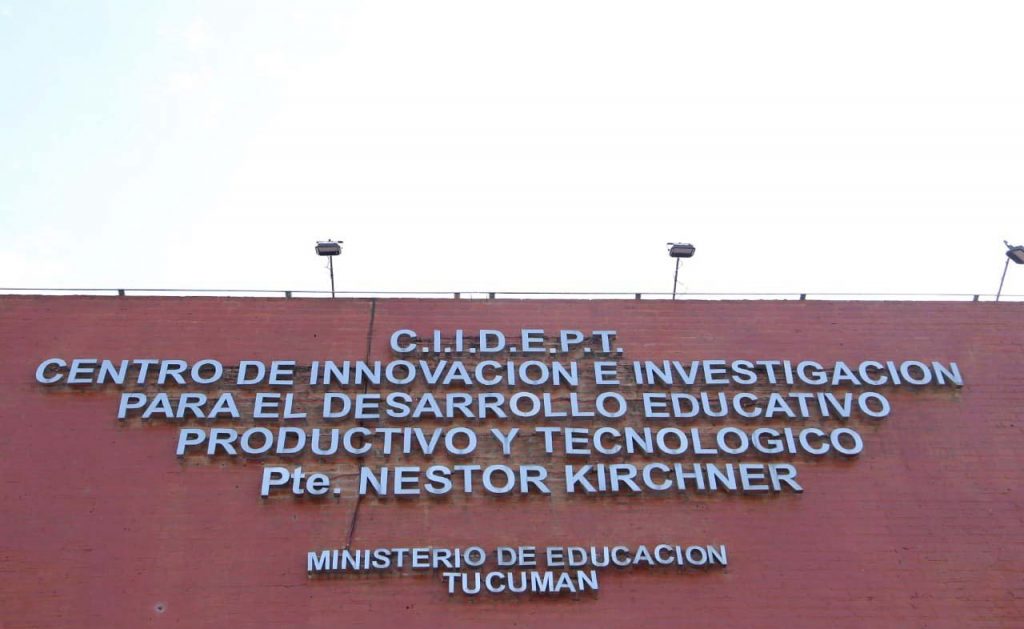 C.I.I.D.E.P.T.
CENTRO DE INNOVACION E INVESTIGACION
PARA EL DESARROLLO EDUCATIVO
PRODUCTIVO Y TECNOLOGICO
Pte. NESTOR KIRCHNER
MINISTERIO DE EDUCACION
TUCUMAN